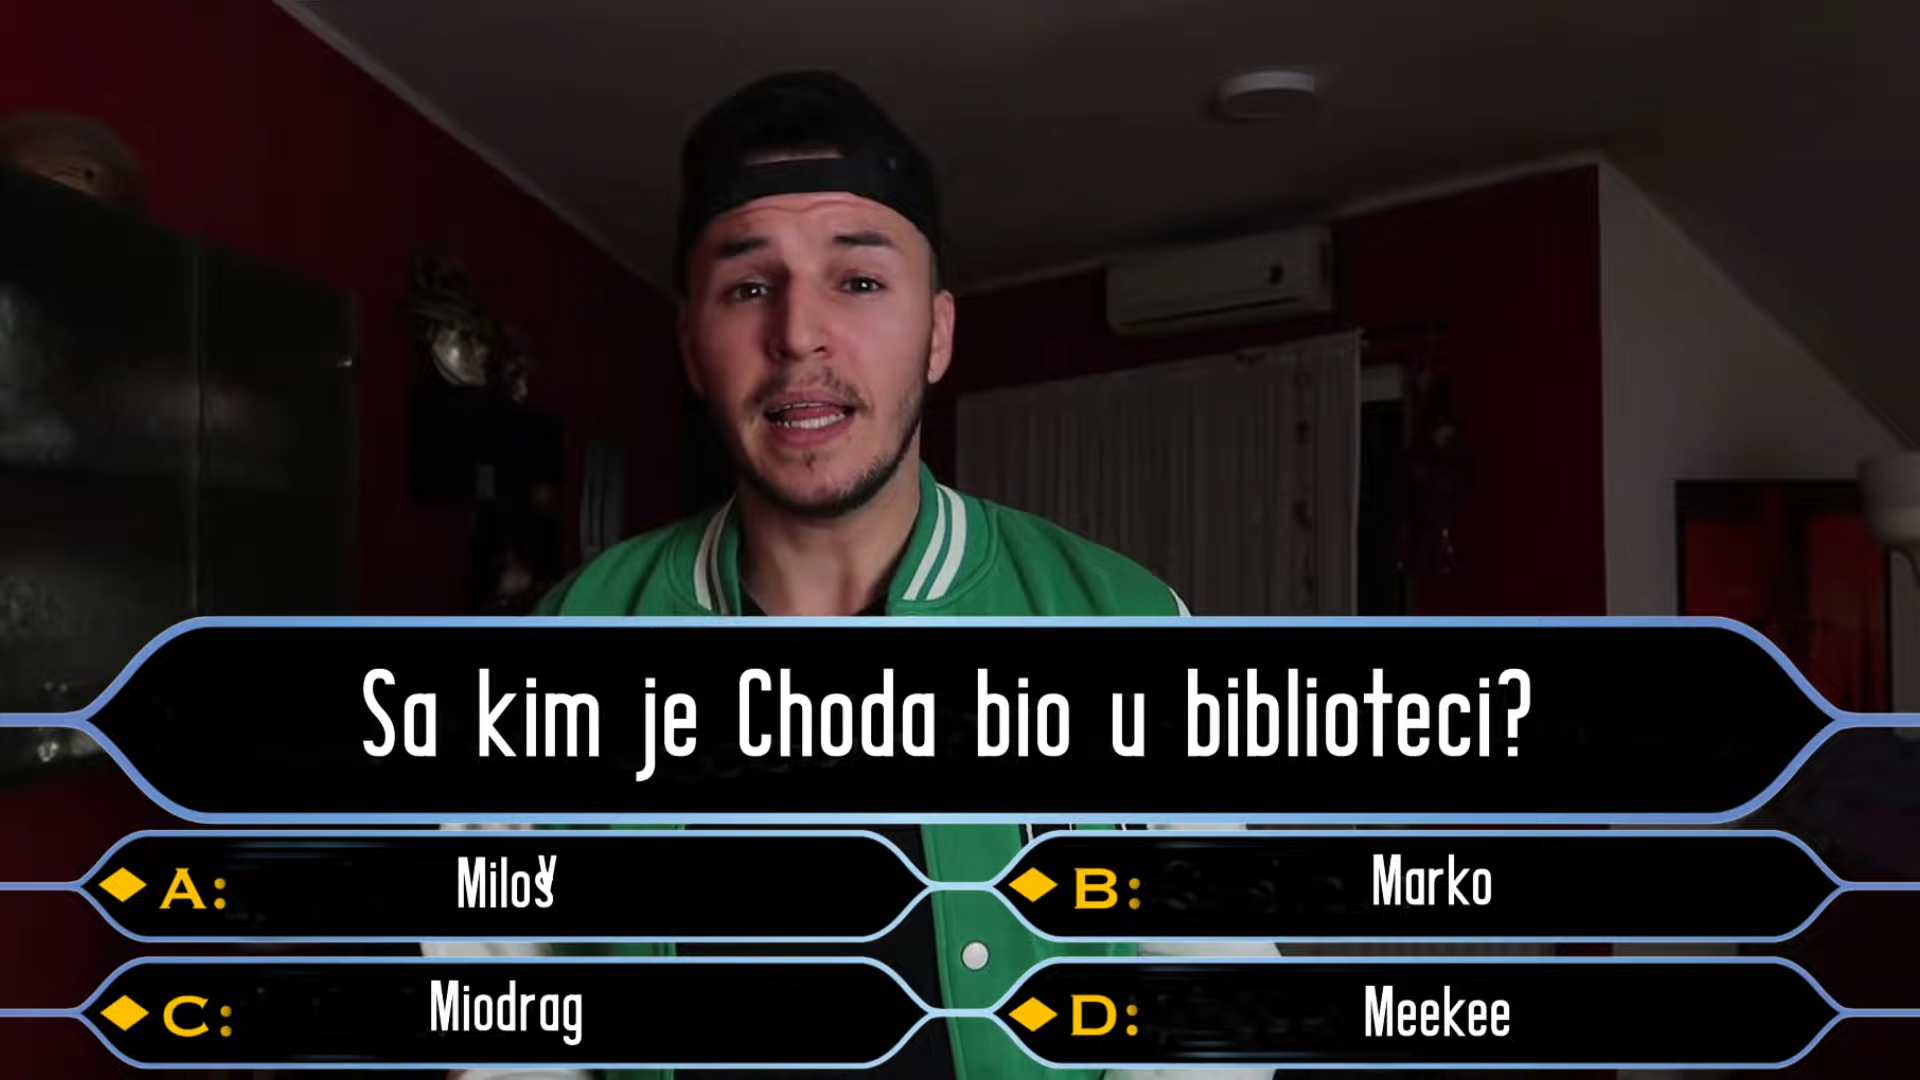 Sa kim je Choda bio u biblioteci?
A: Miloš
B: Marko
C: Miodrag
D: Meekee